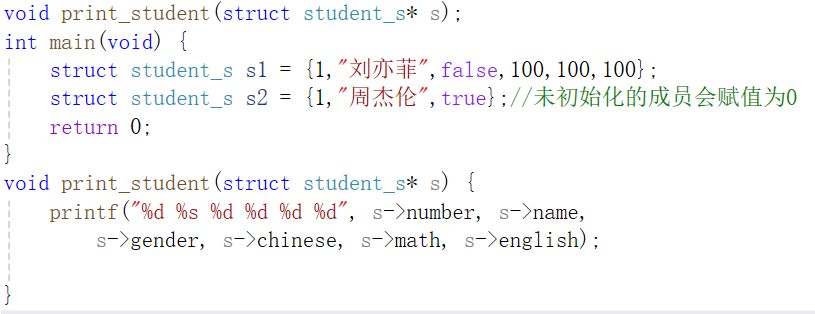 void print_student(struct student_s* s);
int main(void) {
struct student_s s1 = {1,"刘亦菲",false,100,100,100};
struct student_s s2 = {1,"周杰伦",true};//未初始化的成员会赋值为0
return 0;
}
void print_student(struct student_s* s) {
printf("%d %s %d %d %d %d", s->number, s->name,
s->gender, s->chinese, s->math, s->english);
}